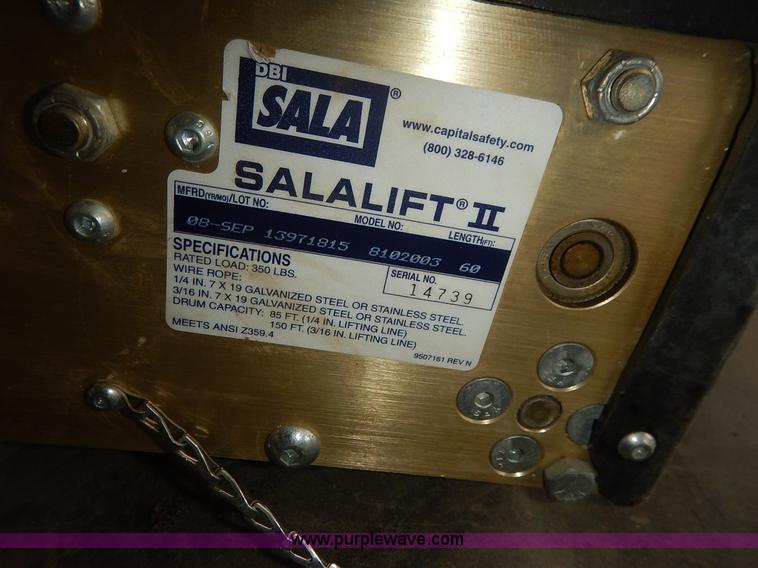 DBI
SALA®
www.capitalsafety.com
(800) 328-6146
SALALIFT® II
MFRD(YR/MO)/LOT NO: MODEL NO: LENGTH(FT):
08-SEP 13971815 8102003 60
SPECIFICATIONS
RATED LOAD: 350 LBS.
SERIAL NO.
14739
WIRE ROPE:
1/4 IN. 7 X 19 GALVANIZED STEEL OR STAINLESS STEEL
3/16 IN. 7 X 19 GALVANIZED STEEL OR STAINLESS STEEL
DRUM CAPACITY: 85 FT. (1/4 IN. LIFTING LINE)
150 FT. (3/16 IN. LIFTING LINE)
MEETS ANSI Z359.4
9507161 REV N
www.purplewave.com